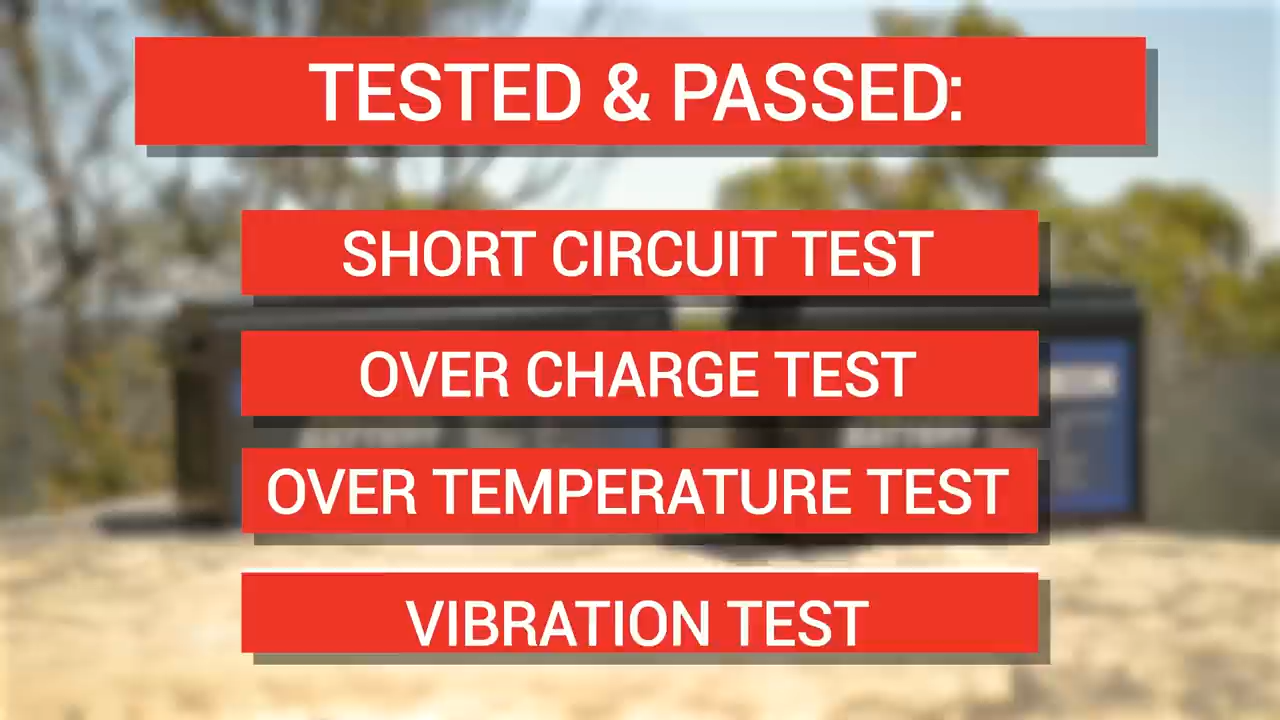 TESTED & PASSED:
SHORT CIRCUIT TEST
OVER CHARGE TEST
OVER TEMPERATURE TEST
VIBRATION TEST